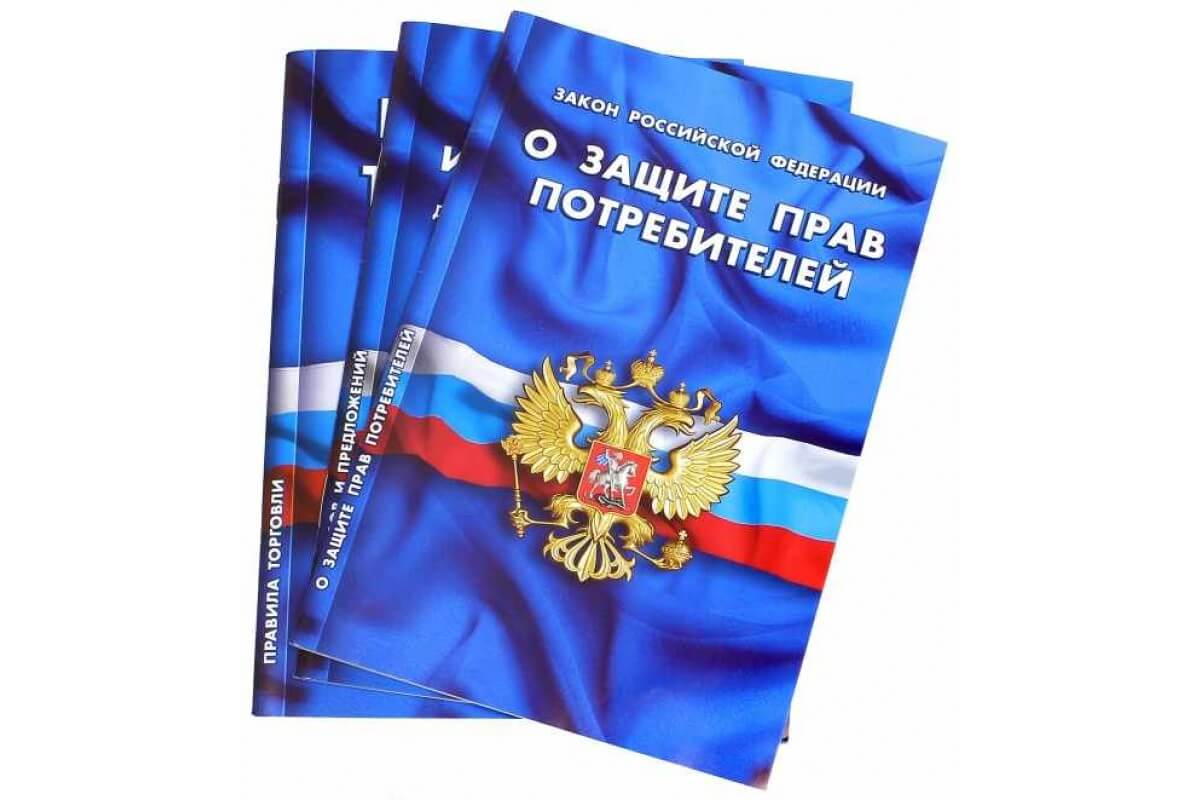 ЗАКОН РОССИЙСКОЙ ФЕДЕРАЦИИ
О ЗАЩИТЕ ПРАВ
ПОТРЕБИТЕЛЕЙ
О ЗАЩИТЕ ПРАВ ПОТРЕБИТЕЛЕЙ
И ПРЕДЛОЖЕНИЙ
ПРАВИЛА ТОРГОВЛИ